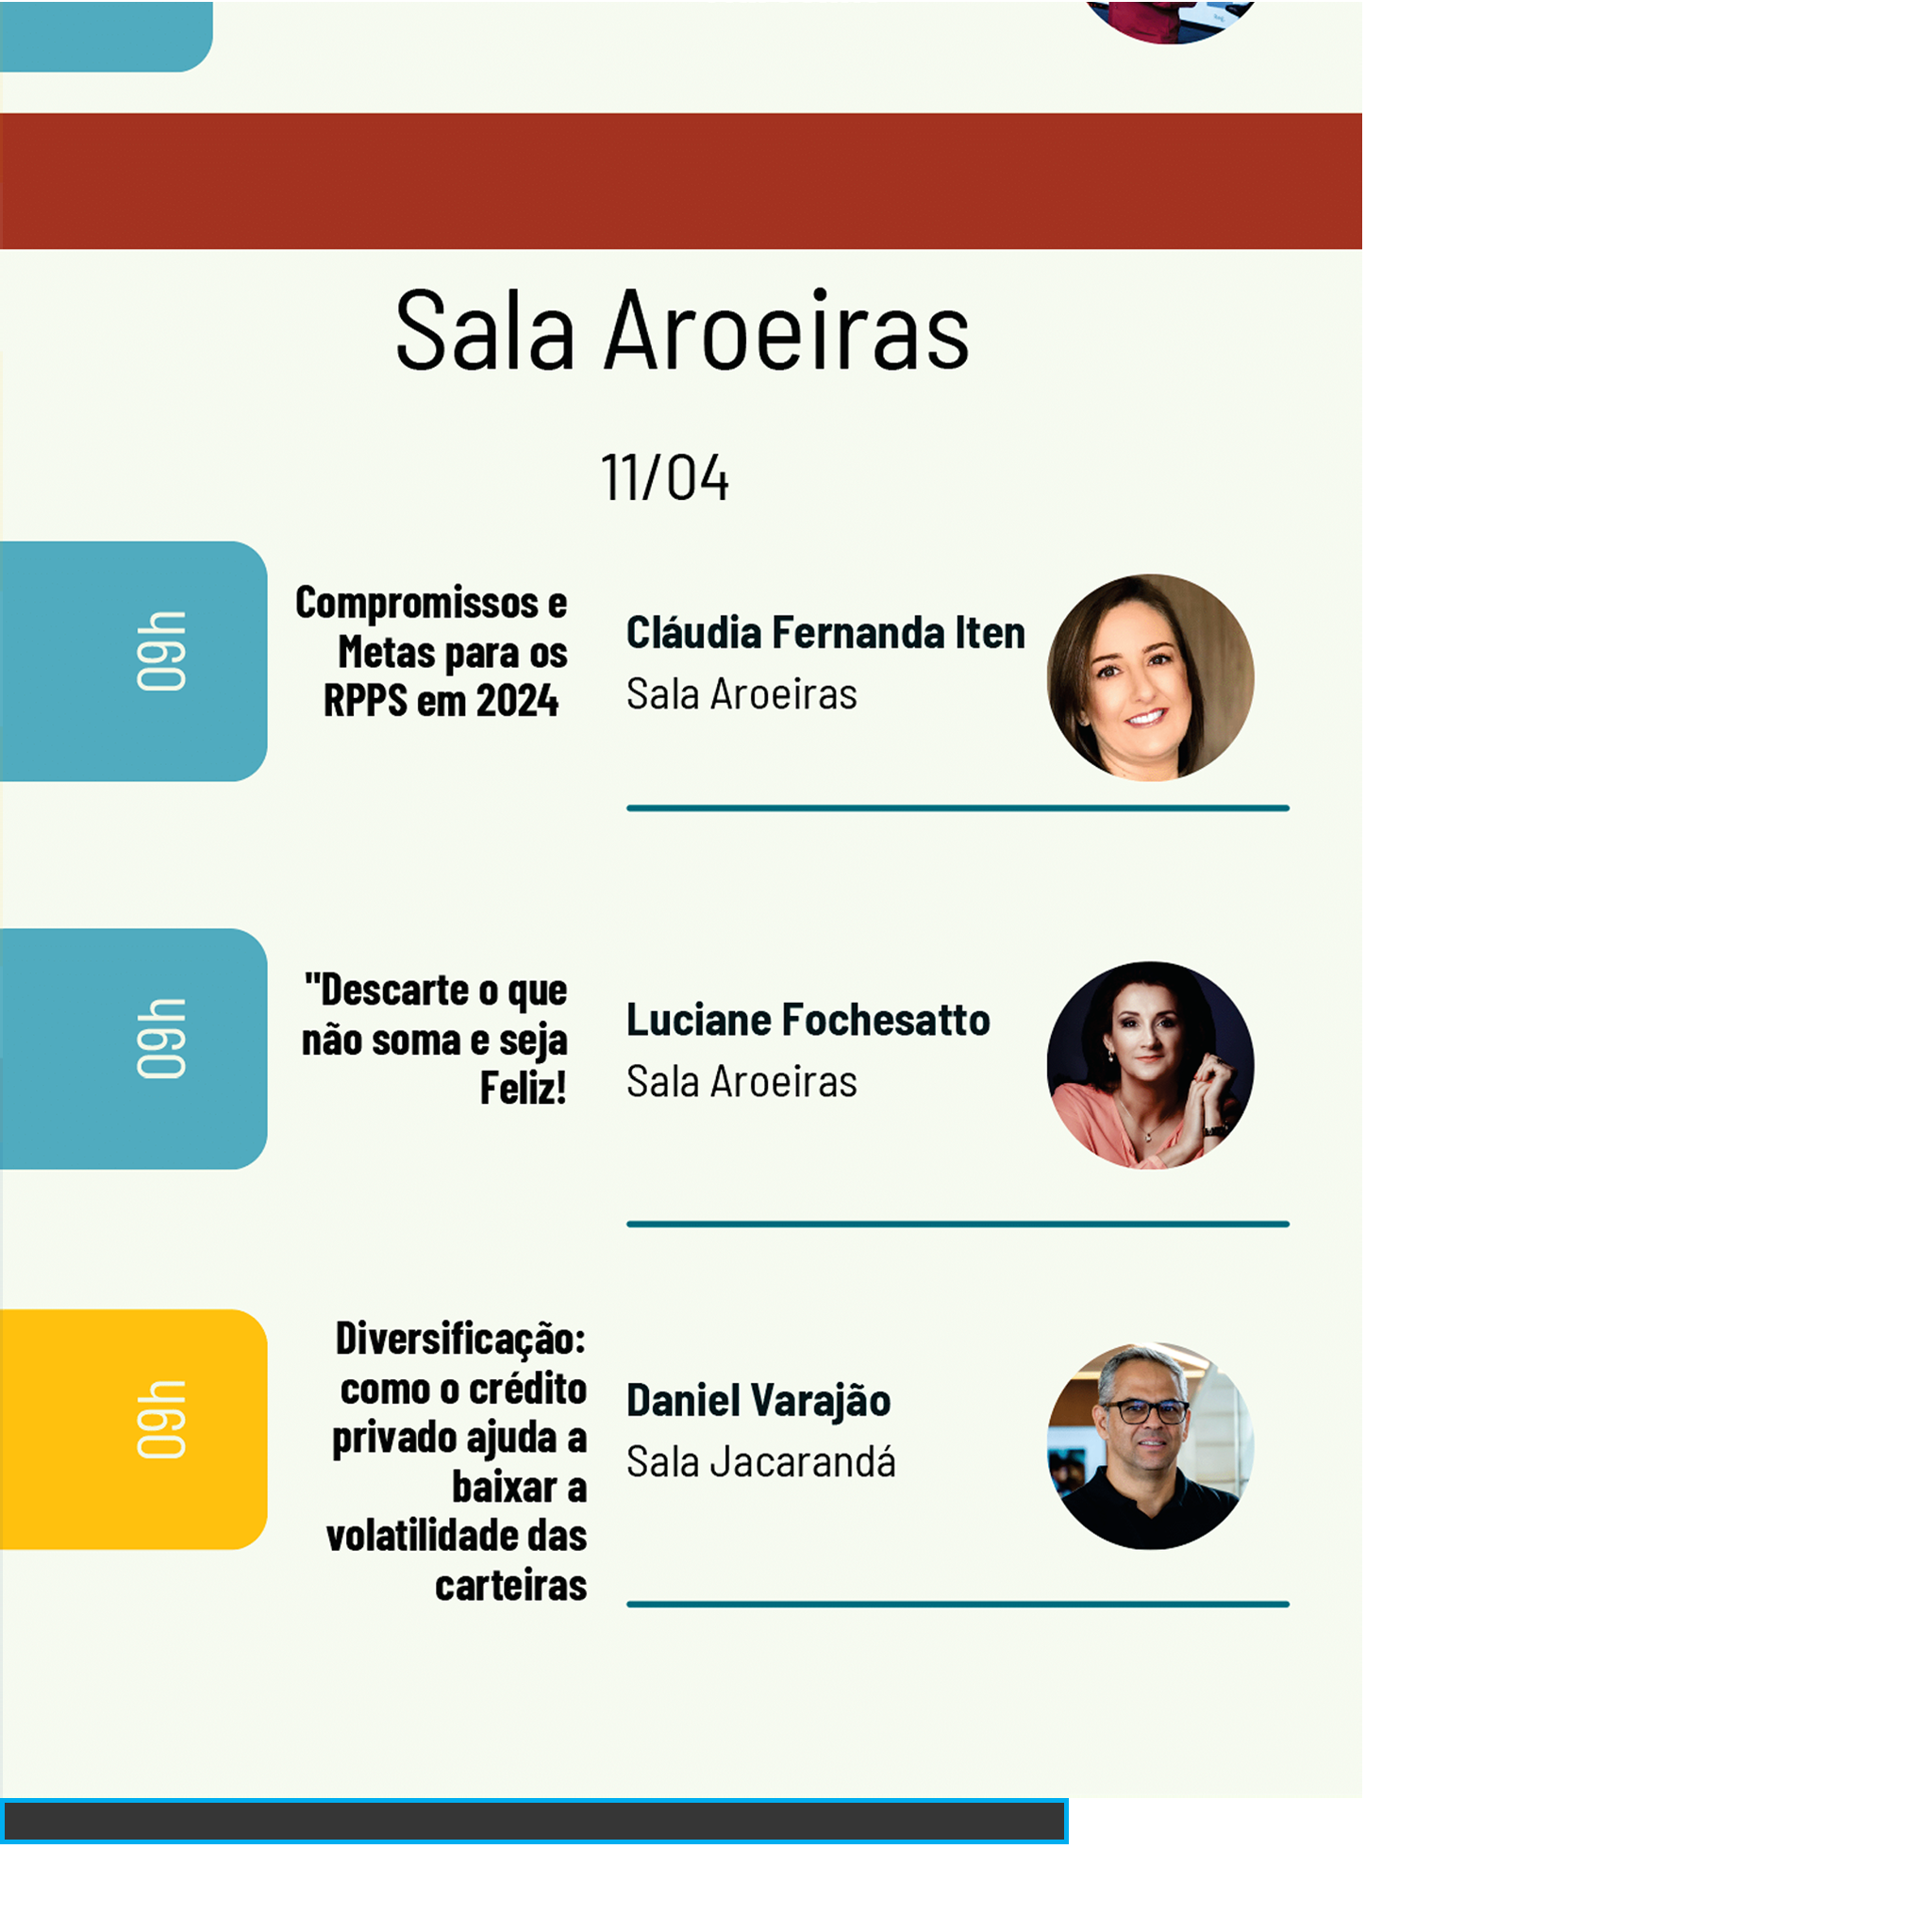 Sala Aroeiras
11/04
09h
Compromissos e
Metas para os
RPPS em 2024
Cláudia Fernanda Iten
Sala Aroeiras
09h
"Descarte o que
não soma e seja
Feliz!
Luciane Fochesatto
Sala Aroeiras
09h
Diversificação:
como o crédito
privado ajuda a
baixar a
volatilidade das
carteiras
Daniel Varajão
Sala Jacarandá